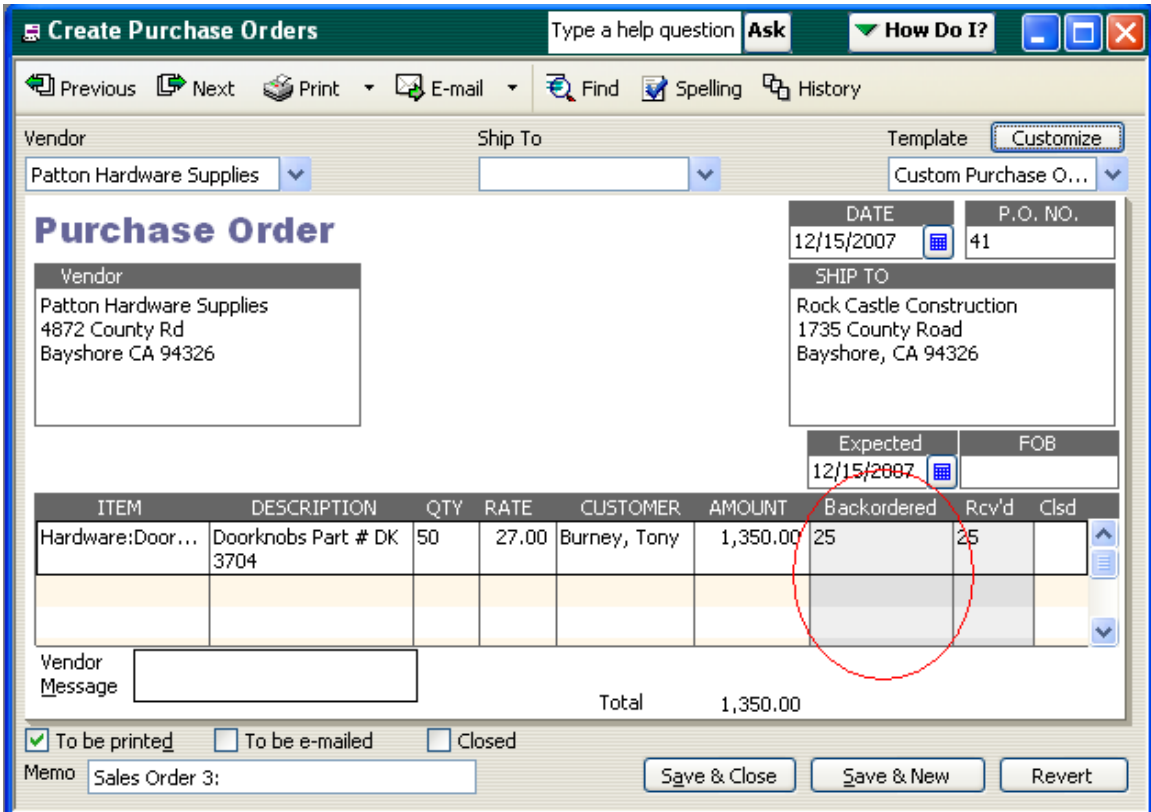 Create Purchase Orders
Type a help question Ask
How Do I?
Previous Next Print E-mail Find Spelling History
Vendor Ship To Template Customize
Patton Hardware Supplies Custom Purchase O...
Purchase Order
DATE P.O. NO.
12/15/2007 41
Vendor
Patton Hardware Supplies
4872 County Rd
Bayshore CA 94326
SHIP TO
Rock Castle Construction
1735 County Road
Bayshore, CA 94326
Expected FOB
12/15/2007
ITEM DESCRIPTION QTY RATE CUSTOMER AMOUNT Backordered Rcv'd Clsd
Hardware:Door... Doorknobs Part # DK 50 27.00 Burney, Tony 1,350.00 25 25
3704
Vendor
Message
Total 1,350.00
To be printed To be e-mailed Closed
Memo Sales Order 3: Save & Close Save & New Revert